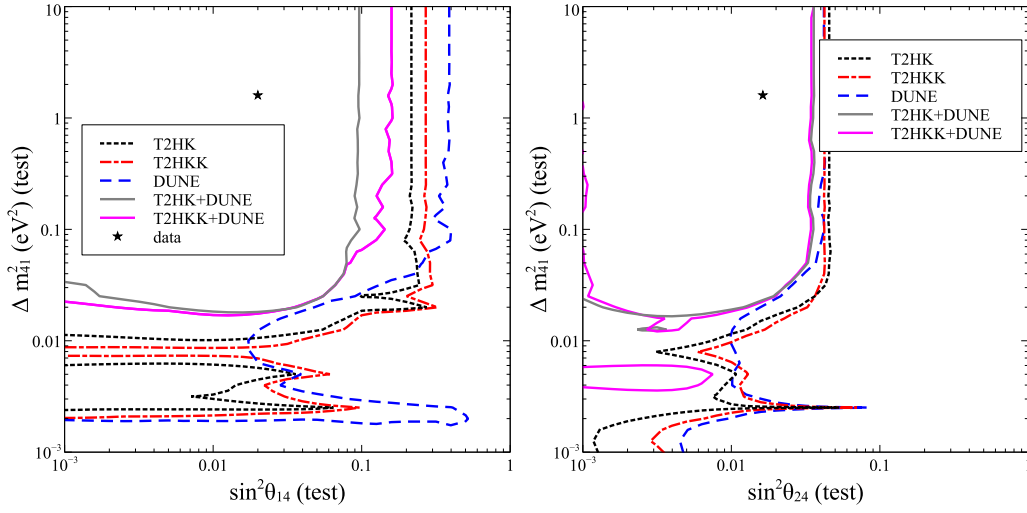 10
1
0.1
0.01
10⁻³
Δ m²₄₁ (eV²) (test)
T2HK
T2HKK
DUNE
T2HK+DUNE
T2HKK+DUNE
data
10⁻³ 0.01 0.1 1
sin²θ₁₄ (test)
10
1
0.1
0.01
10⁻³
Δ m²₄₁ (eV²) (test)
T2HK
T2HKK
DUNE
T2HK+DUNE
T2HKK+DUNE
10⁻³ 0.01 0.1
sin²θ₂₄ (test)